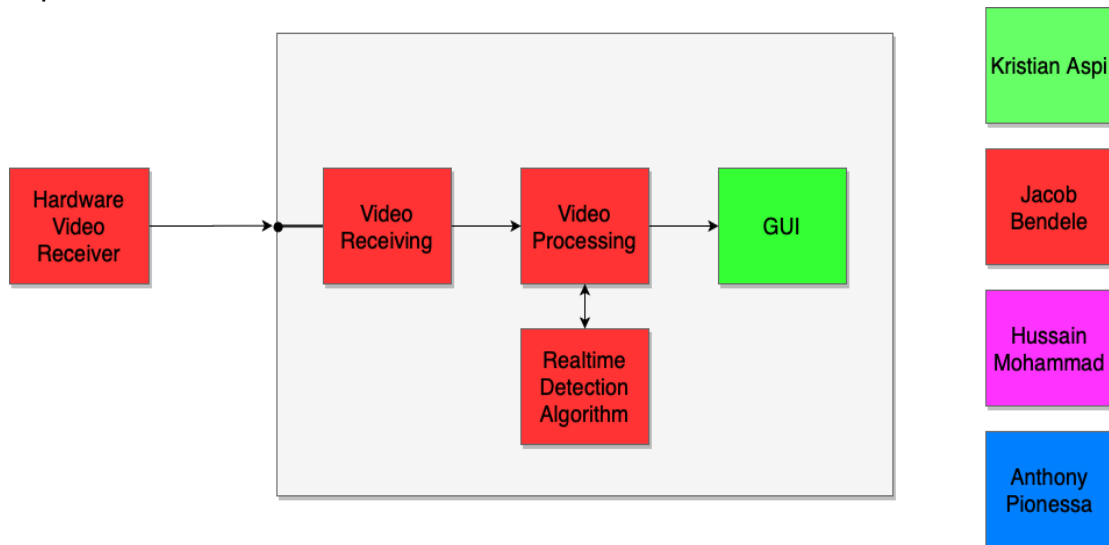 Hardware
Video
Receiver
Video
Receiving
Video
Processing
GUI
Realtime
Detection
Algorithm
Kristian Aspi
Jacob
Bendele
Hussain
Mohammad
Anthony
Pionessa